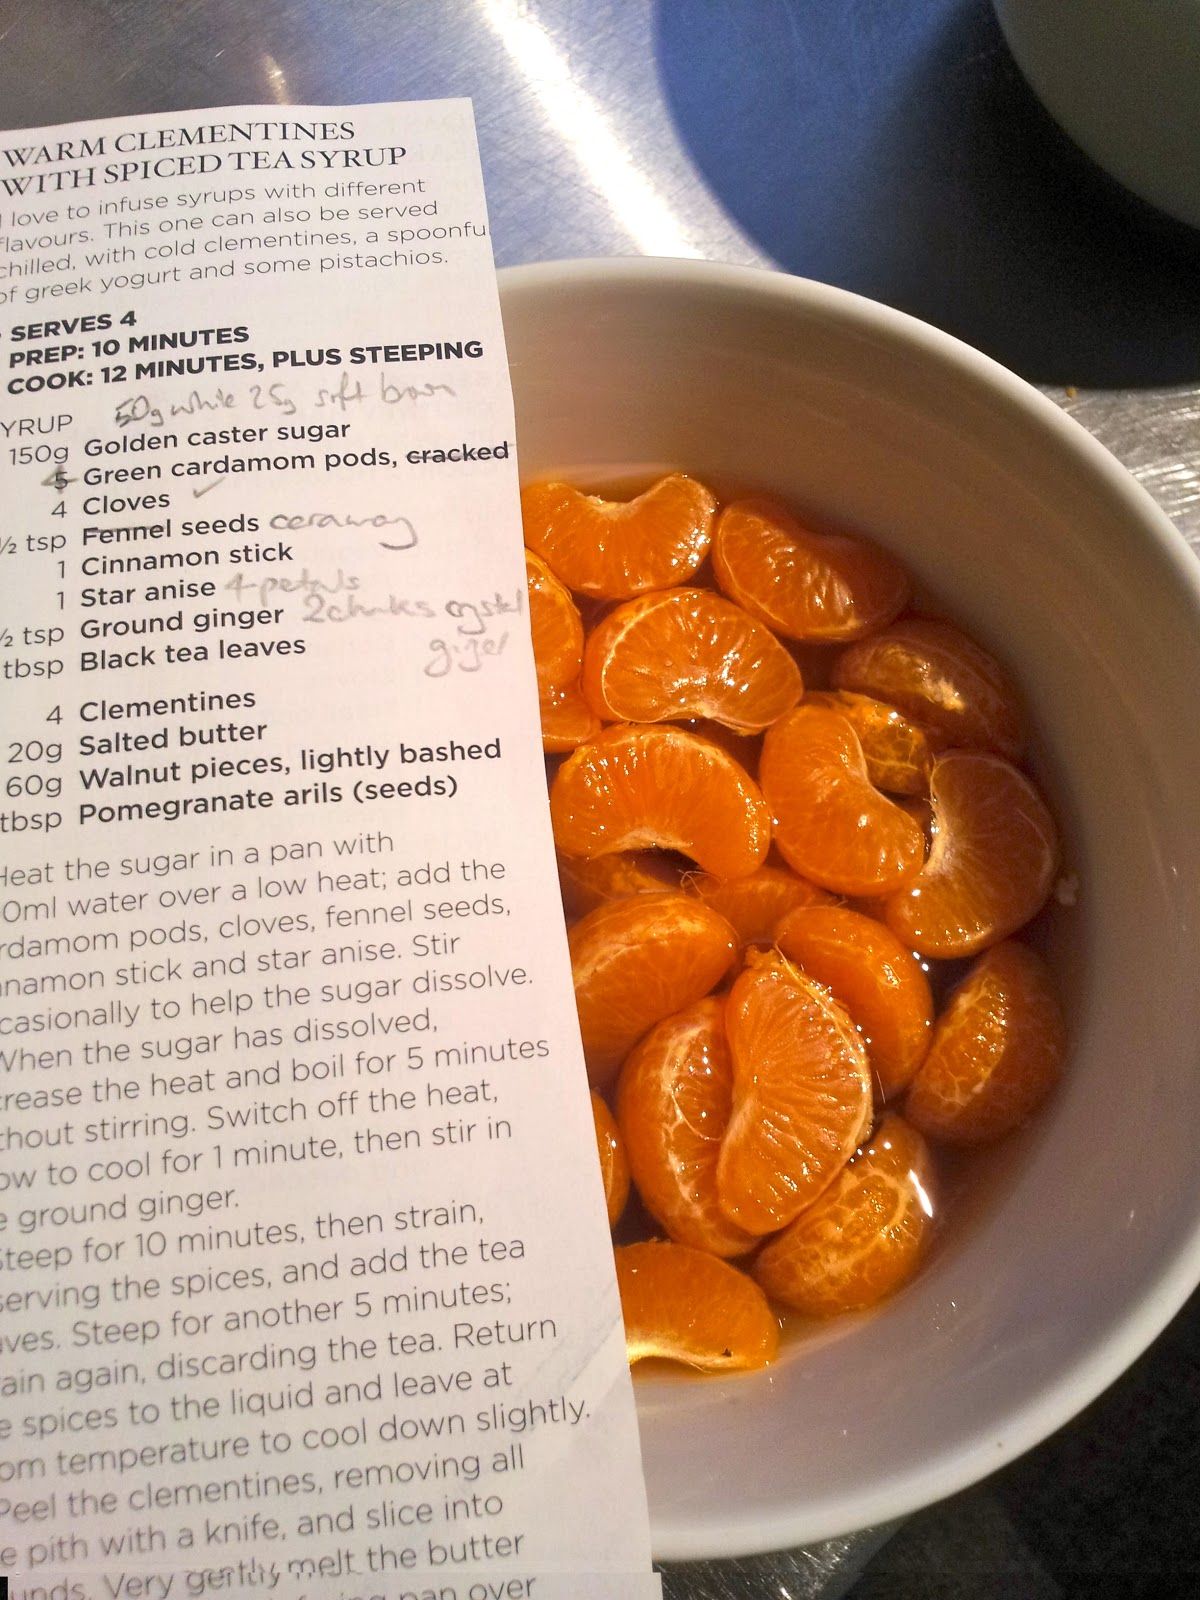 WARM CLEMENTINES
WITH SPICED TEA SYRUP
I love to infuse syrups with different
flavours. This one can also be served
chilled, with cold clementines, a spoonfu
of greek yogurt and some pistachios.
SERVES 4
PREP: 10 MINUTES
COOK: 12 MINUTES, PLUS STEEPING
50g white 25g soft brown
YRUP
150g Golden caster sugar
5 Green cardamom pods, cracked
4 Cloves
½ tsp Fennel seeds ceraway
1 Cinnamon stick
1 Star anise 4 petals
½ tsp Ground ginger 2 chunks crystal
ginger
tbsp Black tea leaves
4 Clementines
20g Salted butter
60g Walnut pieces, lightly bashed
tbsp Pomegranate arils (seeds)
Heat the sugar in a pan with
0ml water over a low heat; add the
rdamom pods, cloves, fennel seeds,
nnamon stick and star anise. Stir
casionally to help the sugar dissolve.
When the sugar has dissolved,
crease the heat and boil for 5 minutes
thout stirring. Switch off the heat,
ow to cool for 1 minute, then stir in
e ground ginger.
Steep for 10 minutes, then strain,
serving the spices, and add the tea
aves. Steep for another 5 minutes;
ain again, discarding the tea. Return
e spices to the liquid and leave at
om temperature to cool down slightly.
Peel the clementines, removing all
e pith with a knife, and slice into
unds. Very gently melt the butter
pan over